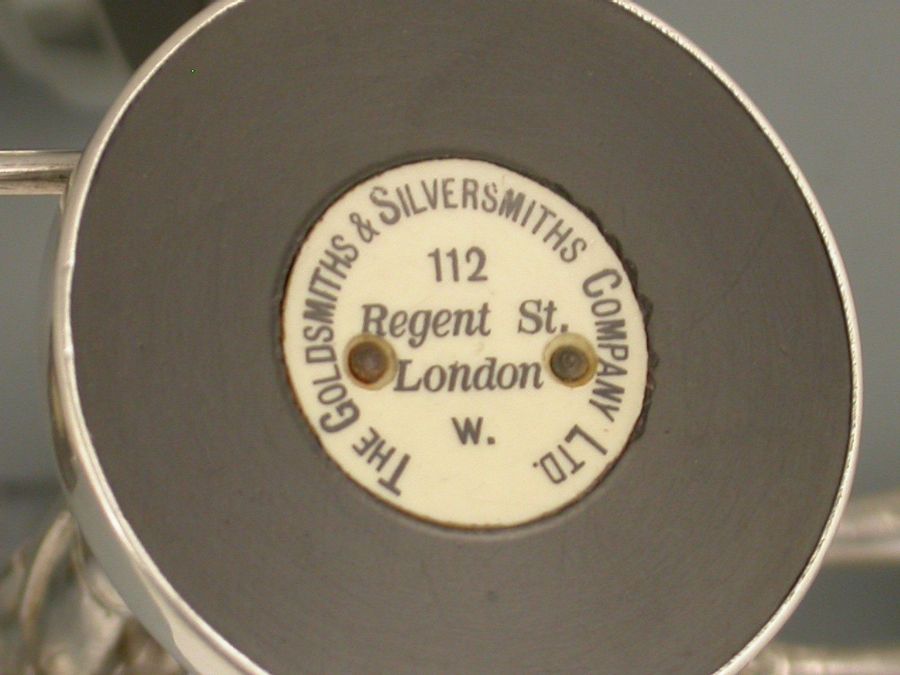 The Goldsmiths & Silversmiths Company Ltd.
112
Regent St.
London
W.